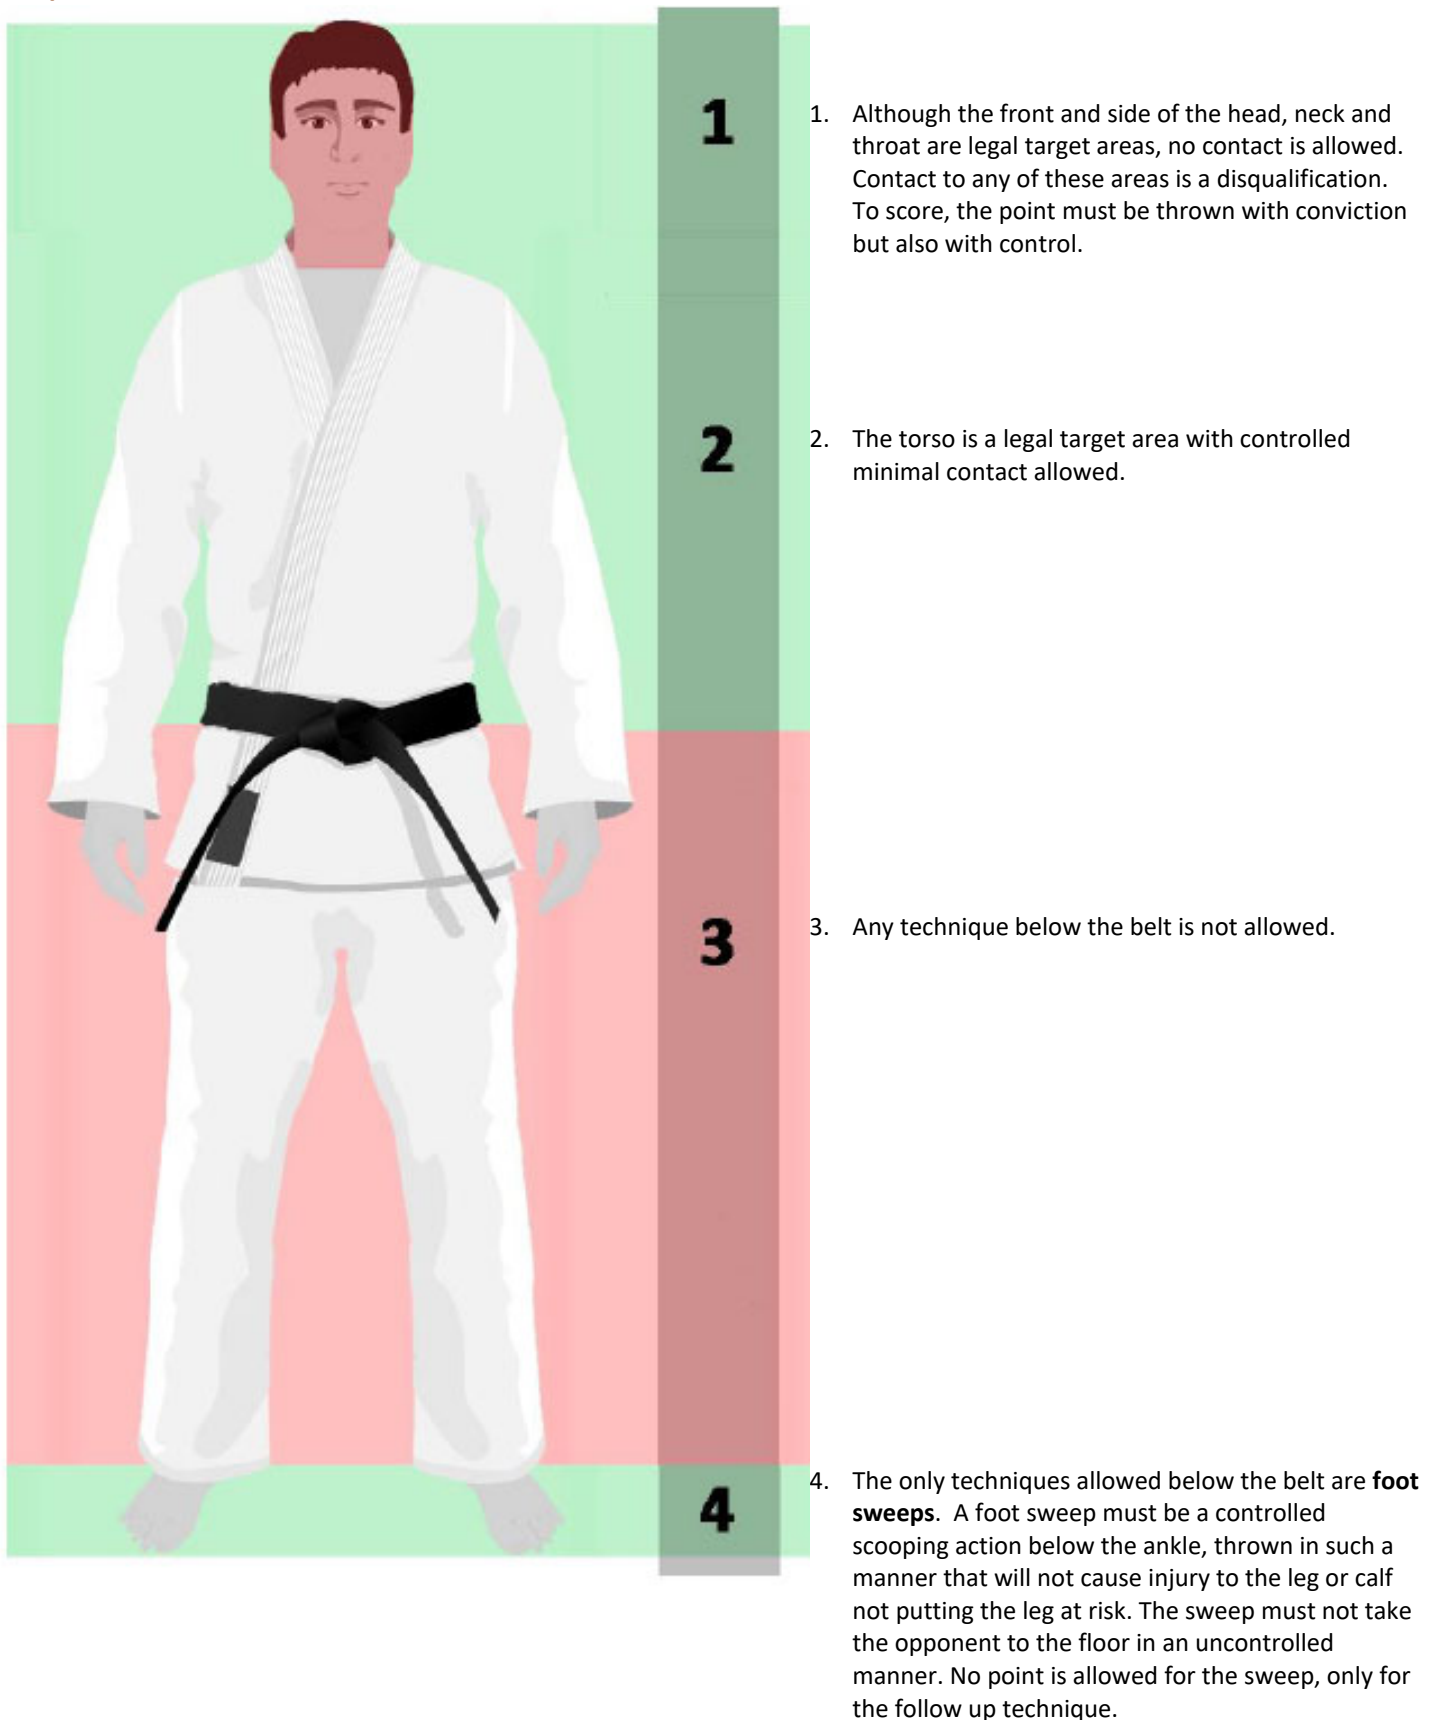 1
1. Although the front and side of the head, neck and
throat are legal target areas, no contact is allowed.
Contact to any of these areas is a disqualification.
To score, the point must be thrown with conviction
but also with control.
2
2. The torso is a legal target area with controlled
minimal contact allowed.
3
3. Any technique below the belt is not allowed.
4
4. The only techniques allowed below the belt are foot
sweeps. A foot sweep must be a controlled
scooping action below the ankle, thrown in such a
manner that will not cause injury to the leg or calf
not putting the leg at risk. The sweep must not take
the opponent to the floor in an uncontrolled
manner. No point is allowed for the sweep, only for
the follow up technique.